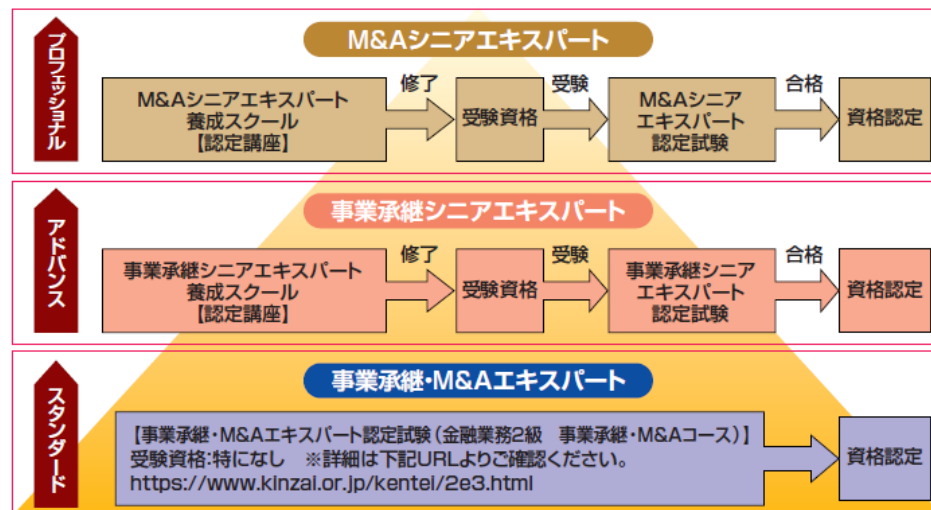 プロフェッショナル
M&Aシニアエキスパート
M&Aシニアエキスパート
養成スクール
【認定講座】
修了
受験資格
受験
M&Aシニア
エキスパート
認定試験
合格
資格認定
アドバンス
事業承継シニアエキスパート
事業承継シニアエキスパート
養成スクール
【認定講座】
修了
受験資格
受験
事業承継シニア
エキスパート
認定試験
合格
資格認定
スタンダード
事業承継・M&Aエキスパート
【事業承継・M&Aエキスパート認定試験(金融業務2級 事業承継・M&Aコース)】
受験資格:特になし ※詳細は下記URLよりご確認ください。
https://www.kinzai.or.jp/kentei/2e3.html
資格認定